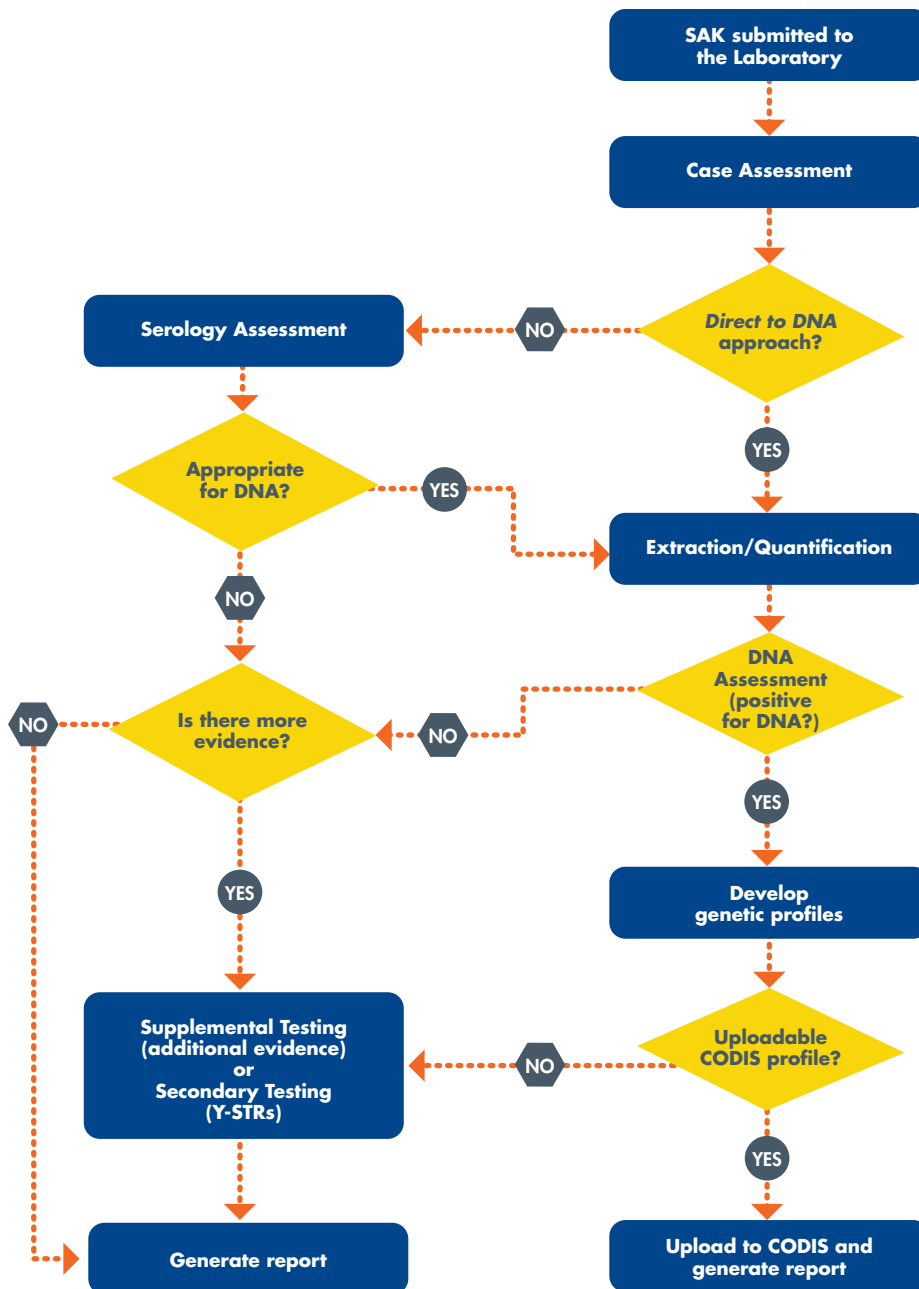 SAK submitted to
the Laboratory
Case Assessment
Direct to DNA
approach?
NO
Serology Assessment
YES
Appropriate
for DNA?
YES
Extraction/Quantification
NO
DNA
Assessment
(positive
for DNA?)
Is there more
evidence?
NO
NO
YES
YES
Develop
genetic profiles
Supplemental Testing
(additional evidence)
or
Secondary Testing
(Y-STRs)
NO
Uploadable
CODIS profile?
YES
Generate report
Upload to CODIS and
generate report